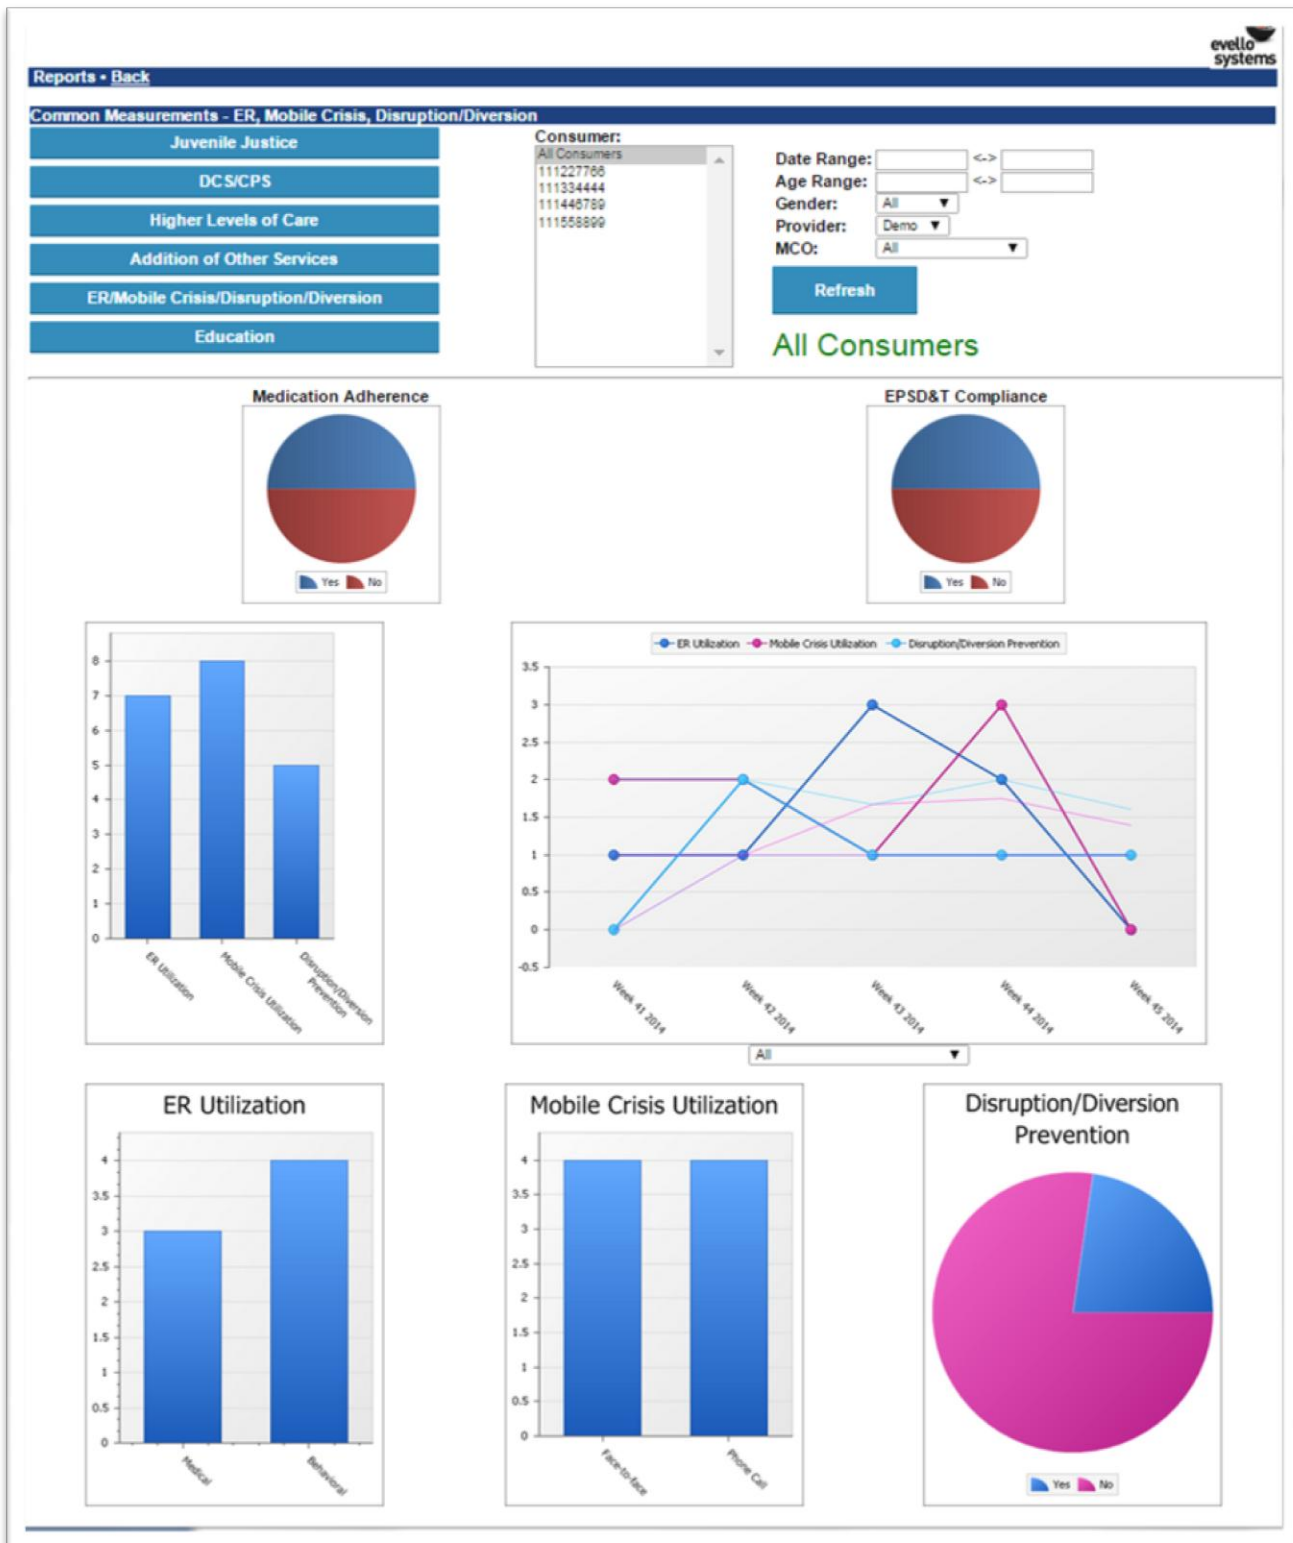 evello
systems
Reports • Back
Common Measurements - ER, Mobile Crisis, Disruption/Diversion
Juvenile Justice
DCS/CPS
Higher Levels of Care
Addition of Other Services
ER/Mobile Crisis/Disruption/Diversion
Education
Consumer:
All Consumers
111227766
111334444
111446789
111558899
Date Range: <->
Age Range: <->
Gender: All
Provider: Demo
MCO: All
Refresh
All Consumers
Medication Adherence
Yes No
EPSD&T Compliance
Yes No
8
7
6
5
4
3
2
1
0
ER Utilization
Mobile Crisis Utilization
Disruption/Diversion
Prevention
ER Utilization Mobile Crisis Utilization Disruption/Diversion Prevention
3.5
3
2.5
2
1.5
1
0.5
0
-0.5
Week 41 2014
Week 42 2014
Week 43 2014
Week 44 2014
Week 45 2014
All
ER Utilization
4
3.5
3
2.5
2
1.5
1
0.5
0
Medical
Behavioral
Mobile Crisis Utilization
4
3.5
3
2.5
2
1.5
1
0.5
0
Face-to-face
Phone Call
Disruption/Diversion
Prevention
Yes No